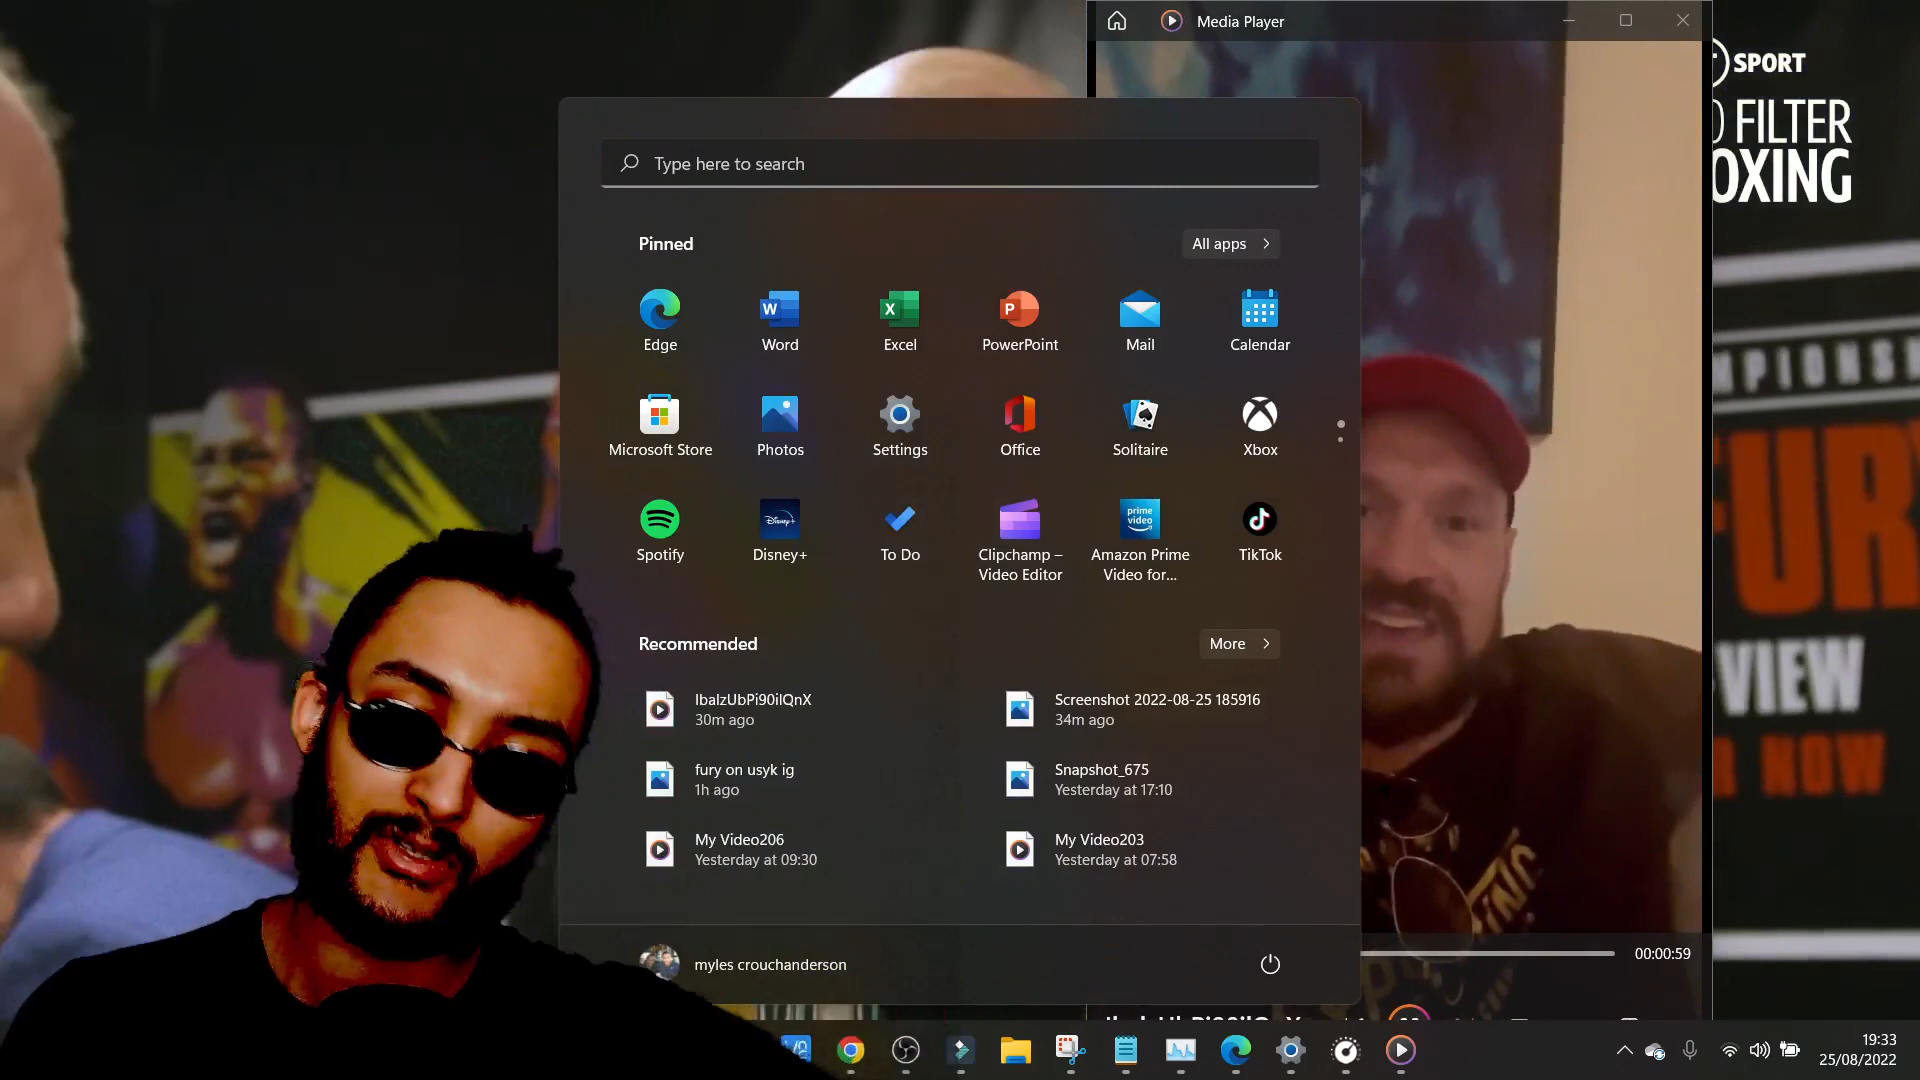 Media Player
SPORT
FILTER
OXING
Type here to search
Pinned
All apps
Edge
Word
Excel
PowerPoint
Mail
Calendar
Microsoft Store
Photos
Settings
Office
Solitaire
Xbox
Spotify
Disney+
To Do
Clipchamp –
Video Editor
prime
video
Amazon Prime
Video for...
TikTok
FURY
VIEW
NOW
Recommended
More
IbalzUbPi90ilQnX
30m ago
Screenshot 2022-08-25 185916
34m ago
fury on usyk ig
1h ago
Snapshot_675
Yesterday at 17:10
My Video206
Yesterday at 09:30
My Video203
Yesterday at 07:58
myles crouchanderson
00:00:59
19:33
25/08/2022